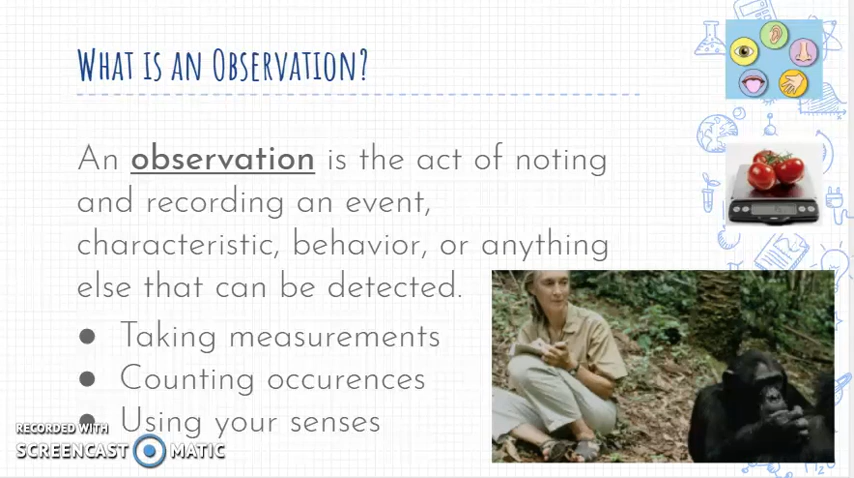 What is an Observation?
An observation is the act of noting
and recording an event,
characteristic, behavior, or anything
else that can be detected.
● Taking measurements
● Counting occurences
● Using your senses
RECORDED WITH
SCREENCAST MATIC